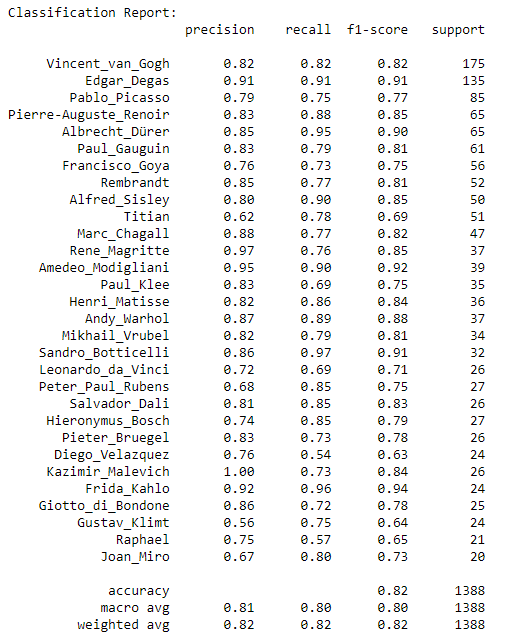 Classification Report:
precision recall f1-score support
Vincent_van_Gogh 0.82 0.82 0.82 175
Edgar_Degas 0.91 0.91 0.91 135
Pablo_Picasso 0.79 0.75 0.77 85
Pierre-Auguste_Renoir 0.83 0.88 0.85 65
Albrecht_Dürer 0.85 0.95 0.90 65
Paul_Gauguin 0.83 0.79 0.81 61
Francisco_Goya 0.76 0.73 0.75 56
Rembrandt 0.85 0.77 0.81 52
Alfred_Sisley 0.80 0.90 0.85 50
Titian 0.62 0.78 0.69 51
Marc_Chagall 0.88 0.77 0.82 47
Rene_Magritte 0.97 0.76 0.85 37
Amedeo_Modigliani 0.95 0.90 0.92 39
Paul_Klee 0.83 0.69 0.75 35
Henri_Matisse 0.82 0.86 0.84 36
Andy_Warhol 0.87 0.89 0.88 37
Mikhail_Vrubel 0.82 0.79 0.81 34
Sandro_Botticelli 0.86 0.97 0.91 32
Leonardo_da_Vinci 0.72 0.69 0.71 26
Peter_Paul_Rubens 0.68 0.85 0.75 27
Salvador_Dali 0.81 0.85 0.83 26
Hieronymus_Bosch 0.74 0.85 0.79 27
Pieter_Bruegel 0.83 0.73 0.78 26
Diego_Velazquez 0.76 0.54 0.63 24
Kazimir_Malevich 1.00 0.73 0.84 26
Frida_Kahlo 0.92 0.96 0.94 24
Giotto_di_Bondone 0.86 0.72 0.78 25
Gustav_Klimt 0.56 0.75 0.64 24
Raphael 0.75 0.57 0.65 21
Joan_Miro 0.67 0.80 0.73 20
accuracy 0.82 1388
macro avg 0.81 0.80 0.80 1388
weighted avg 0.82 0.82 0.82 1388